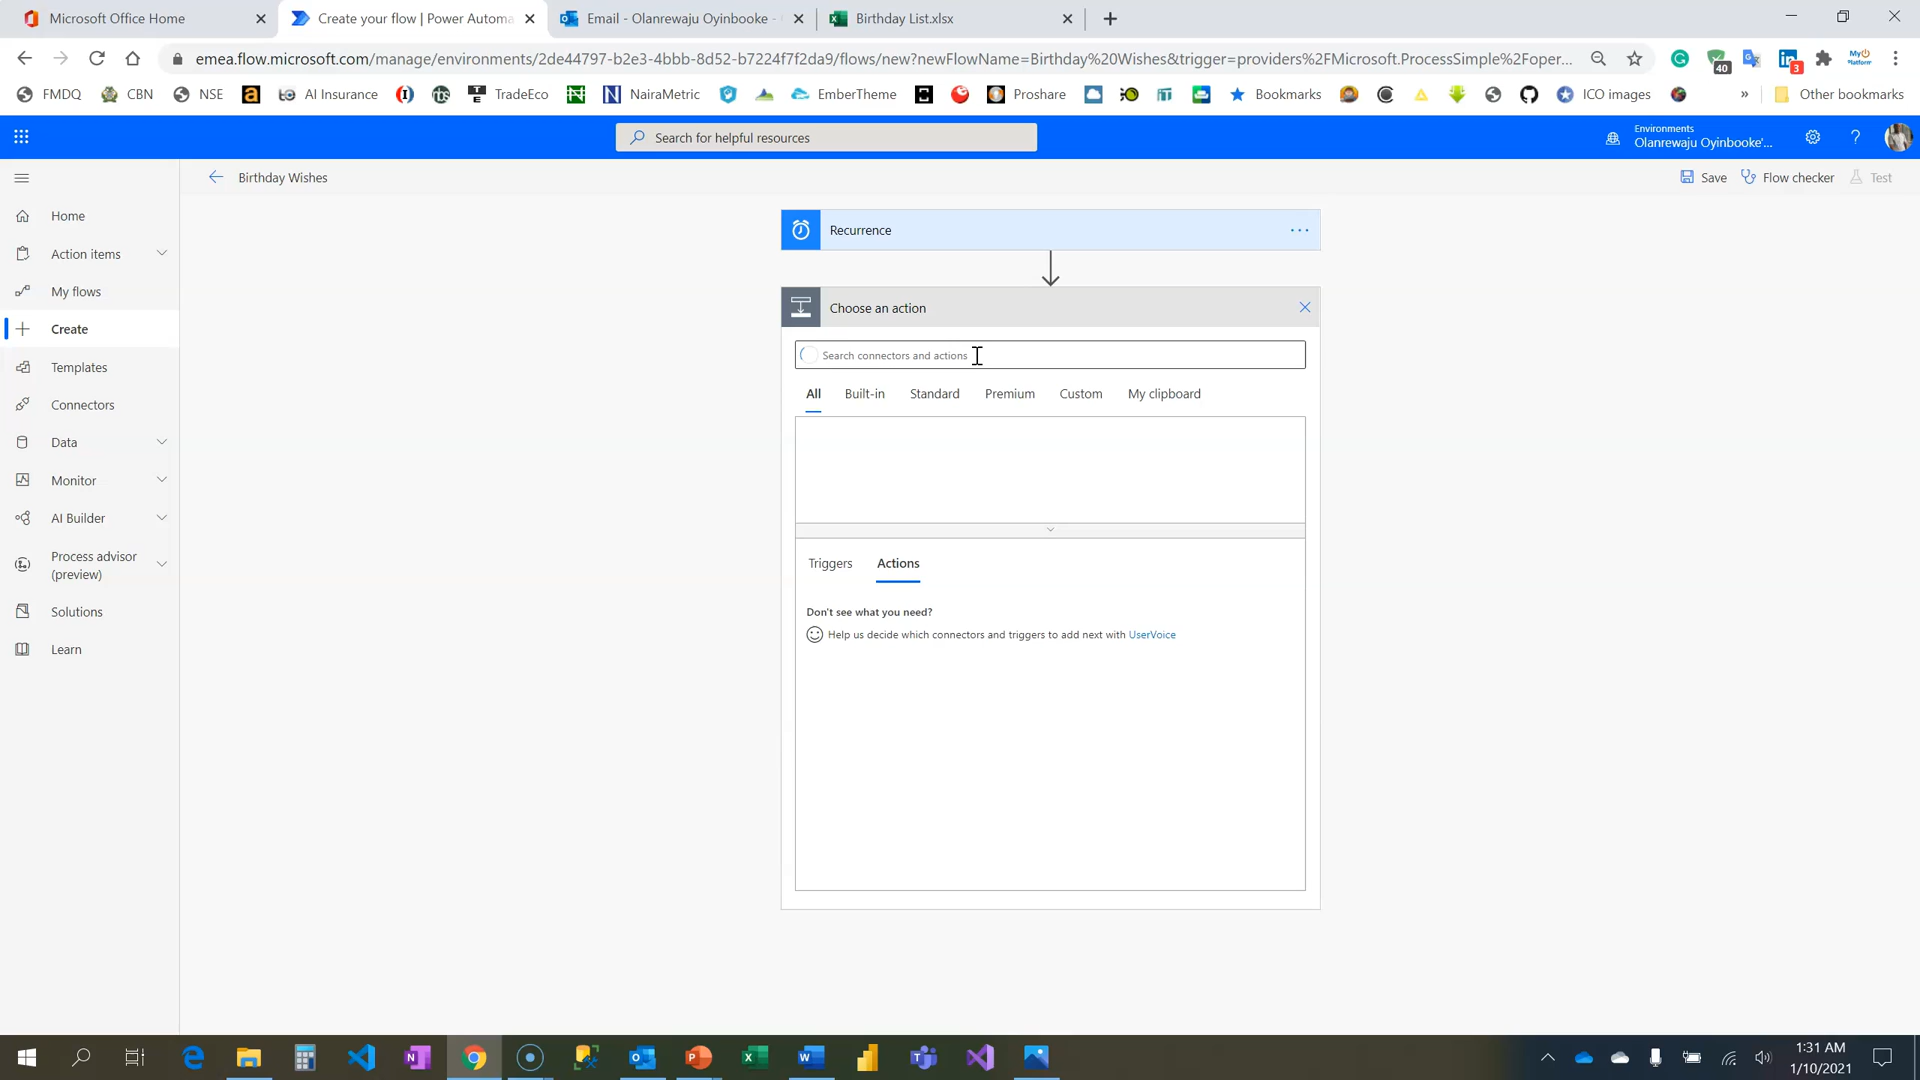 Microsoft Office Home
Create your flow | Power Automa
Email - Olanrewaju Oyinbooke -
Birthday List.xlsx
emea.flow.microsoft.com/manage/environments/2de44797-b2e3-4bbb-8d52-b7224f7f2da9/flows/new?newFlowName=Birthday%20Wishes&trigger=providers%2FMicrosoft.ProcessSimple%2Foper...
40
3
FMDQ
CBN
NSE
AI Insurance
TradeEco
NairaMetric
EmberTheme
Proshare
Bookmarks
ICO images
»
Other bookmarks
Search for helpful resources
Environments
Olanrewaju Oyinbooke'...
Birthday Wishes
Save
Flow checker
Test
Home
Action items
My flows
Create
Templates
Connectors
Data
Monitor
AI Builder
Process advisor
(preview)
Solutions
Learn
Recurrence
Choose an action
Search connectors and actions
All
Built-in
Standard
Premium
Custom
My clipboard
Triggers
Actions
Don't see what you need?
Help us decide which connectors and triggers to add next with UserVoice
1:31 AM
1/10/2021